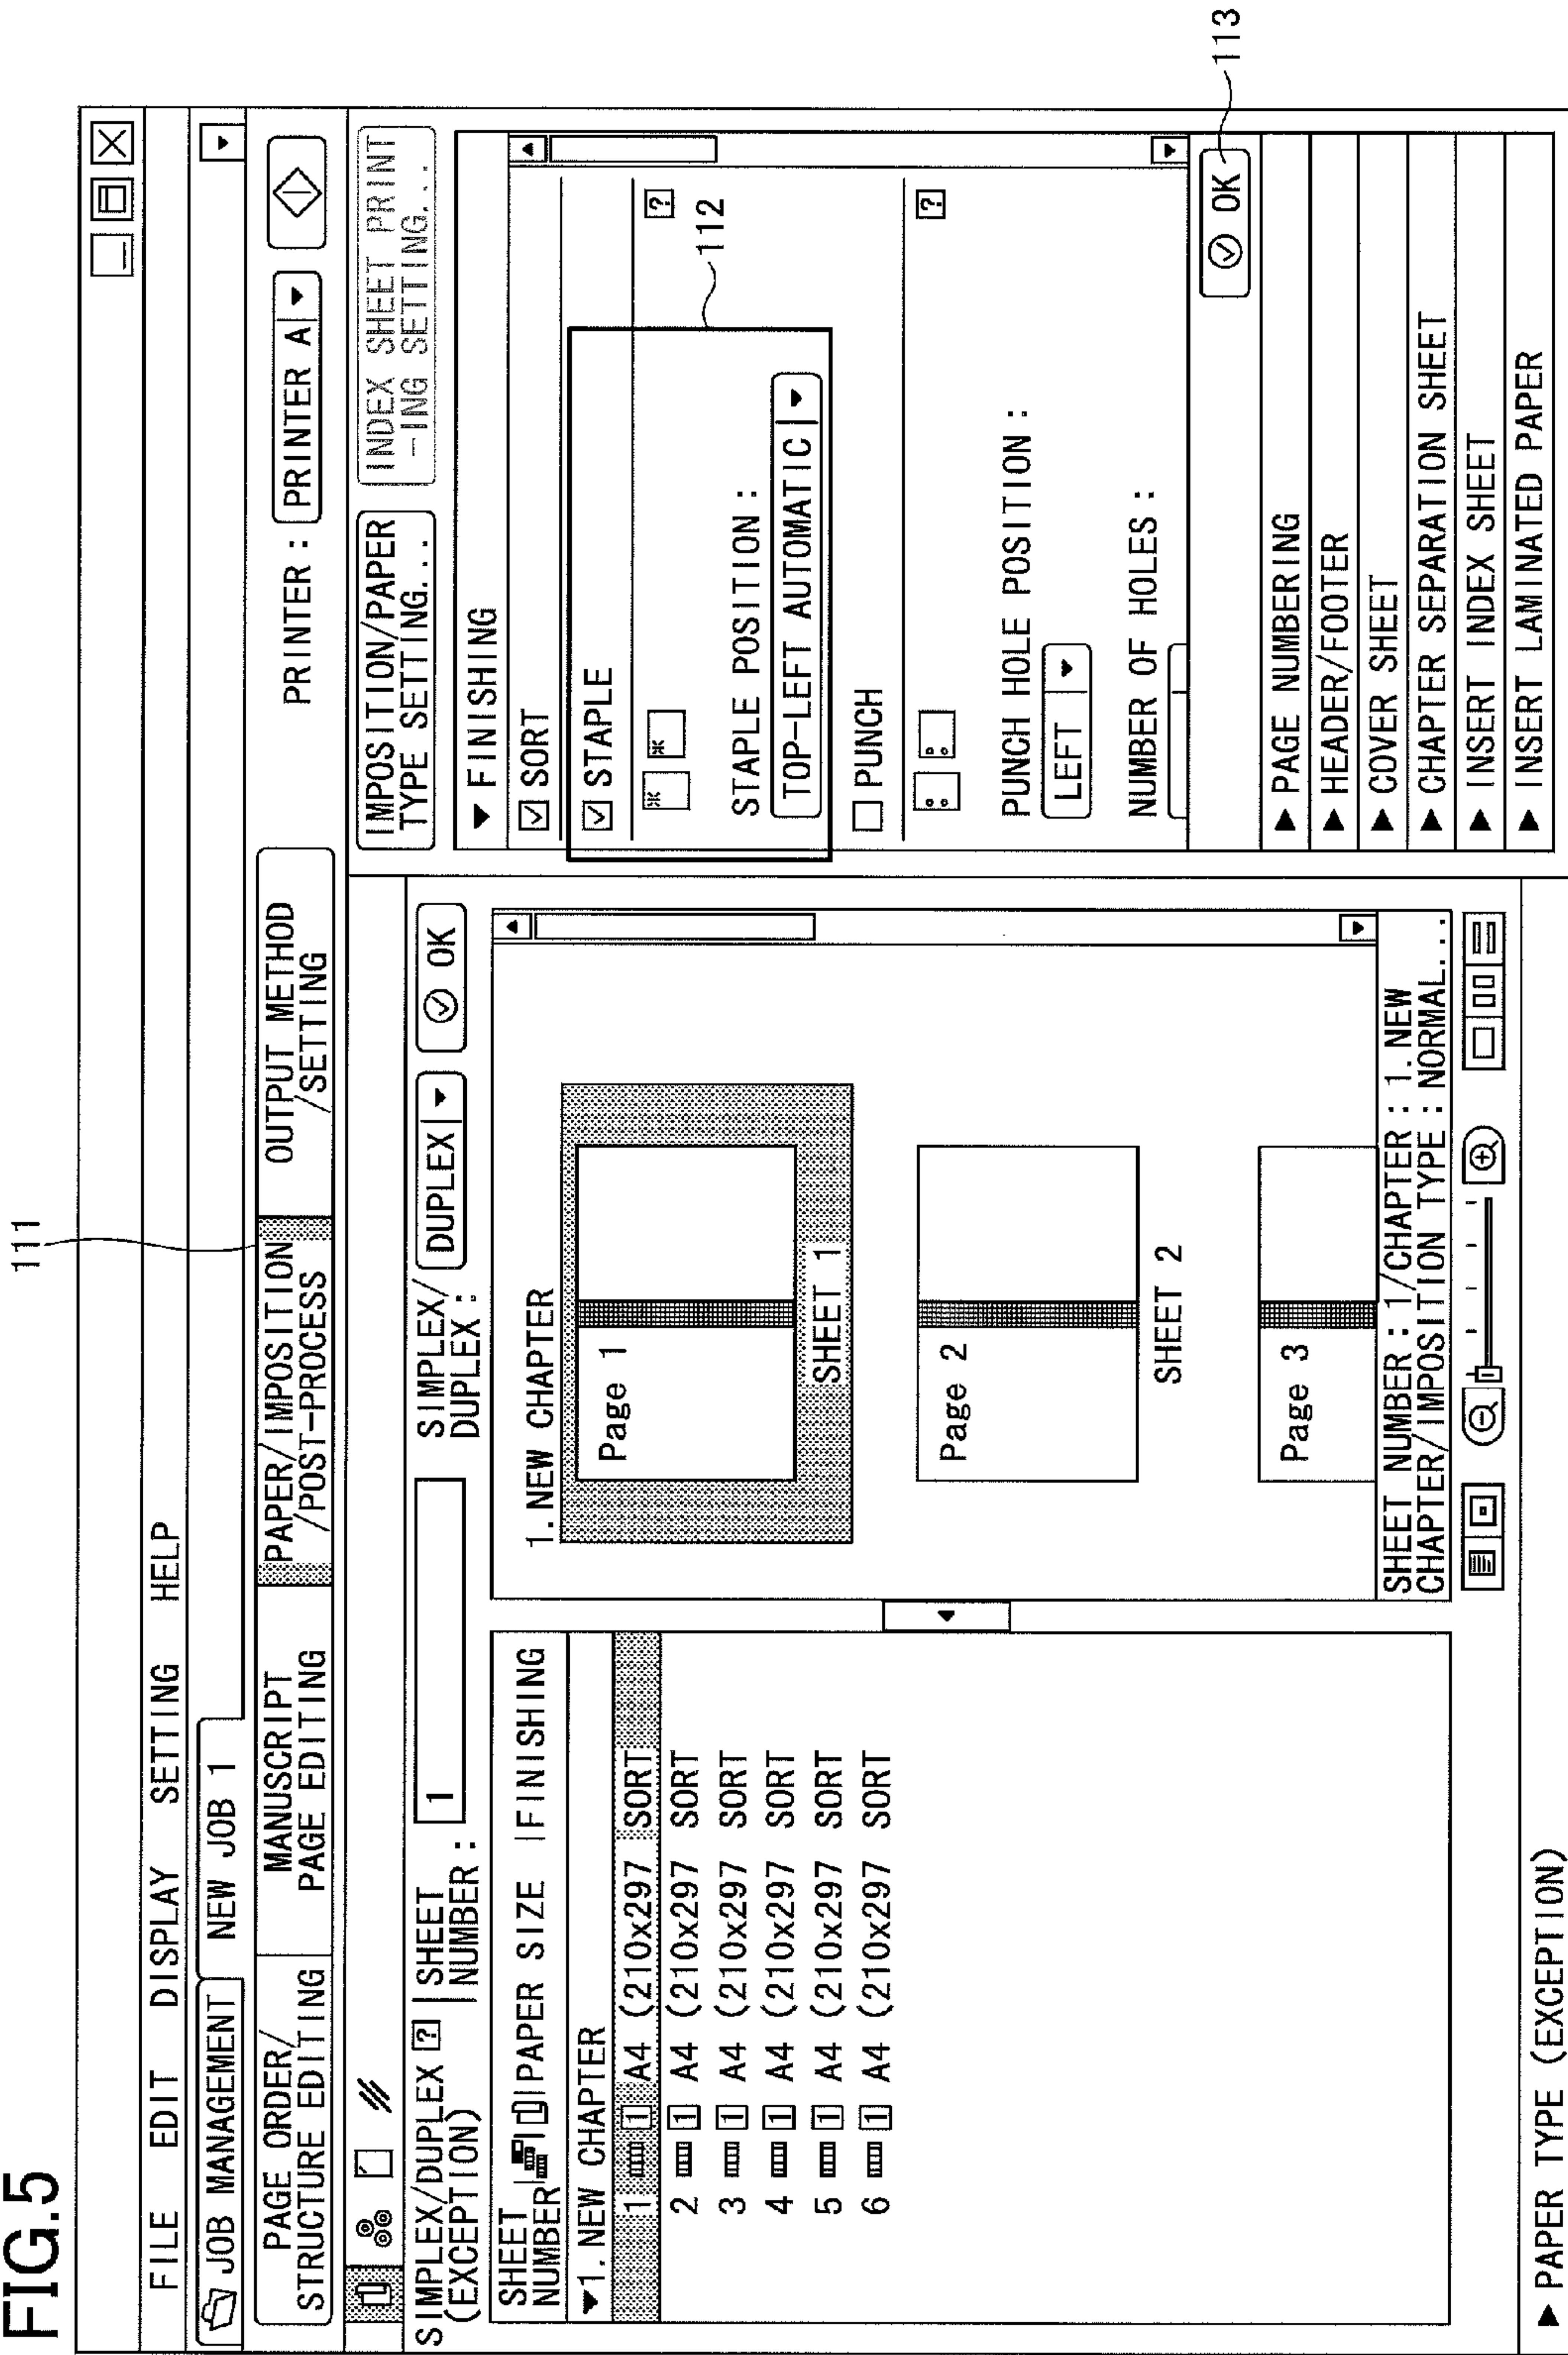 FIG.5
111
FILE EDIT DISPLAY SETTING HELP
JOB MANAGEMENT NEW JOB 1
PAGE ORDER/
STRUCTURE EDITING
MANUSCRIPT
PAGE EDITING
PAPER/IMPOSITION
/POST-PROCESS
OUTPUT METHOD
/SETTING
PRINTER : PRINTER A
SIMPLEX/DUPLEX ?
(EXCEPTION)
SHEET
NUMBER : 1
SIMPLEX/
DUPLEX : DUPLEX
OK
SHEET
NUMBER
PAPER SIZE
FINISHING
1. NEW CHAPTER
1 1 A4 (210x297 SORT
2 1 A4 (210x297 SORT
3 1 A4 (210x297 SORT
4 1 A4 (210x297 SORT
5 1 A4 (210x297 SORT
6 1 A4 (210x297 SORT
1. NEW CHAPTER
Page 1
SHEET 1
Page 2
SHEET 2
Page 3
SHEET NUMBER : 1/CHAPTER : 1. NEW
CHAPTER/IMPOSITION TYPE : NORMAL...
IMPOSITION/PAPER
TYPE SETTING...
INDEX SHEET PRINT
-ING SETTING...
FINISHING
SORT
STAPLE
?
112
STAPLE POSITION :
TOP-LEFT AUTOMATIC
PUNCH
?
PUNCH HOLE POSITION :
LEFT
NUMBER OF HOLES :
OK
113
PAGE NUMBERING
HEADER/FOOTER
COVER SHEET
CHAPTER SEPARATION SHEET
INSERT INDEX SHEET
INSERT LAMINATED PAPER
PAPER TYPE (EXCEPTION)